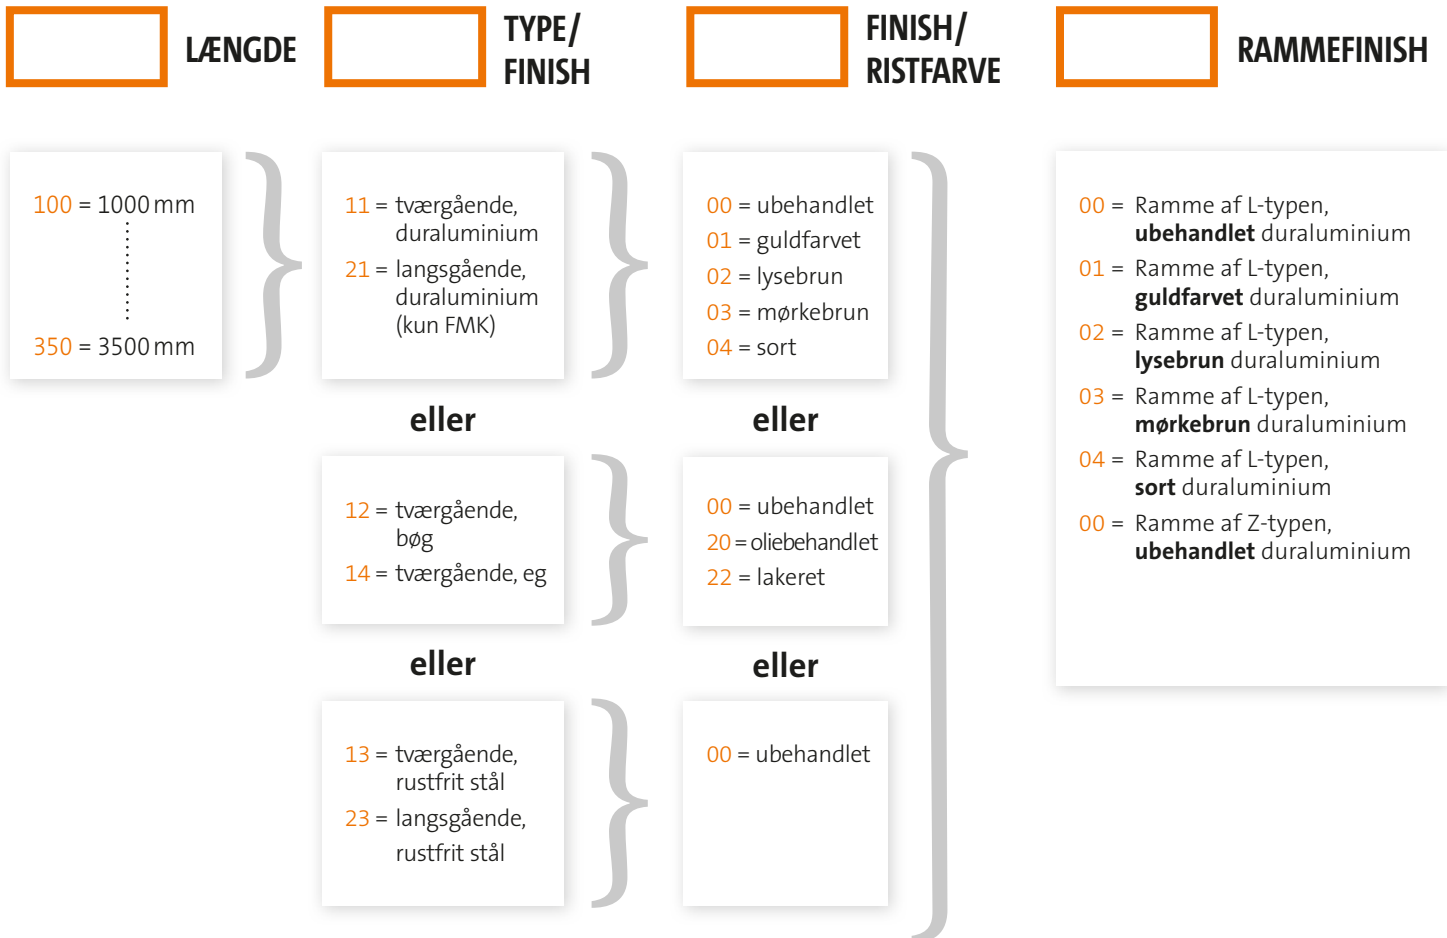 LÆNGDE
TYPE/
FINISH
FINISH/
RISTFARVE
RAMMEFINISH
100 = 1000 mm
350 = 3500 mm
11 = tværgående,
duraluminium
21 = langsgående,
duraluminium
(kun FMK)
eller
12 = tværgående,
bøg
14 = tværgående, eg
eller
13 = tværgående,
rustfrit stål
23 = langsgående,
rustfrit stål
00 = ubehandlet
01 = guldfarvet
02 = lysebrun
03 = mørkebrun
04 = sort
eller
00 = ubehandlet
20 = oliebehandlet
22 = lakeret
eller
00 = ubehandlet
00 = Ramme af L-typen,
ubehandlet duraluminium
01 = Ramme af L-typen,
guldfarvet duraluminium
02 = Ramme af L-typen,
lysebrun duraluminium
03 = Ramme af L-typen,
mørkebrun duraluminium
04 = Ramme af L-typen,
sort duraluminium
00 = Ramme af Z-typen,
ubehandlet duraluminium